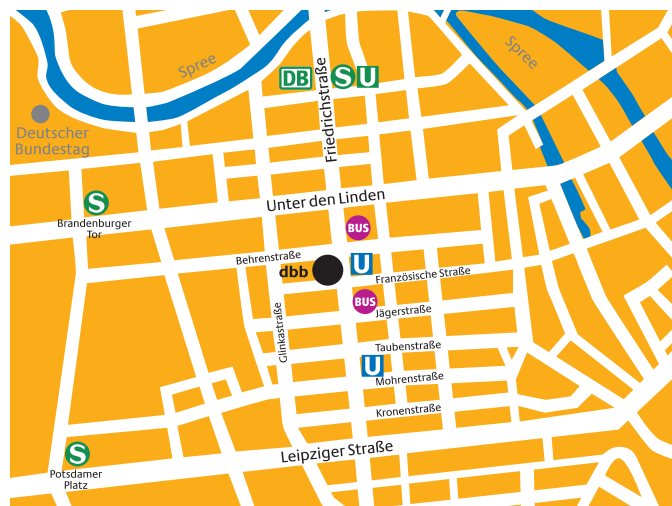 Spree
Spree
DB
S
U
Friedrichstraße
Deutscher
Bundestag
S
Brandenburger
Tor
Unter den Linden
BUS
Behrenstraße
dbb
U
Französische Straße
BUS
Jägerstraße
Glinkastraße
Taubenstraße
U
Mohrenstraße
Kronenstraße
Leipziger Straße
S
Potsdamer
Platz